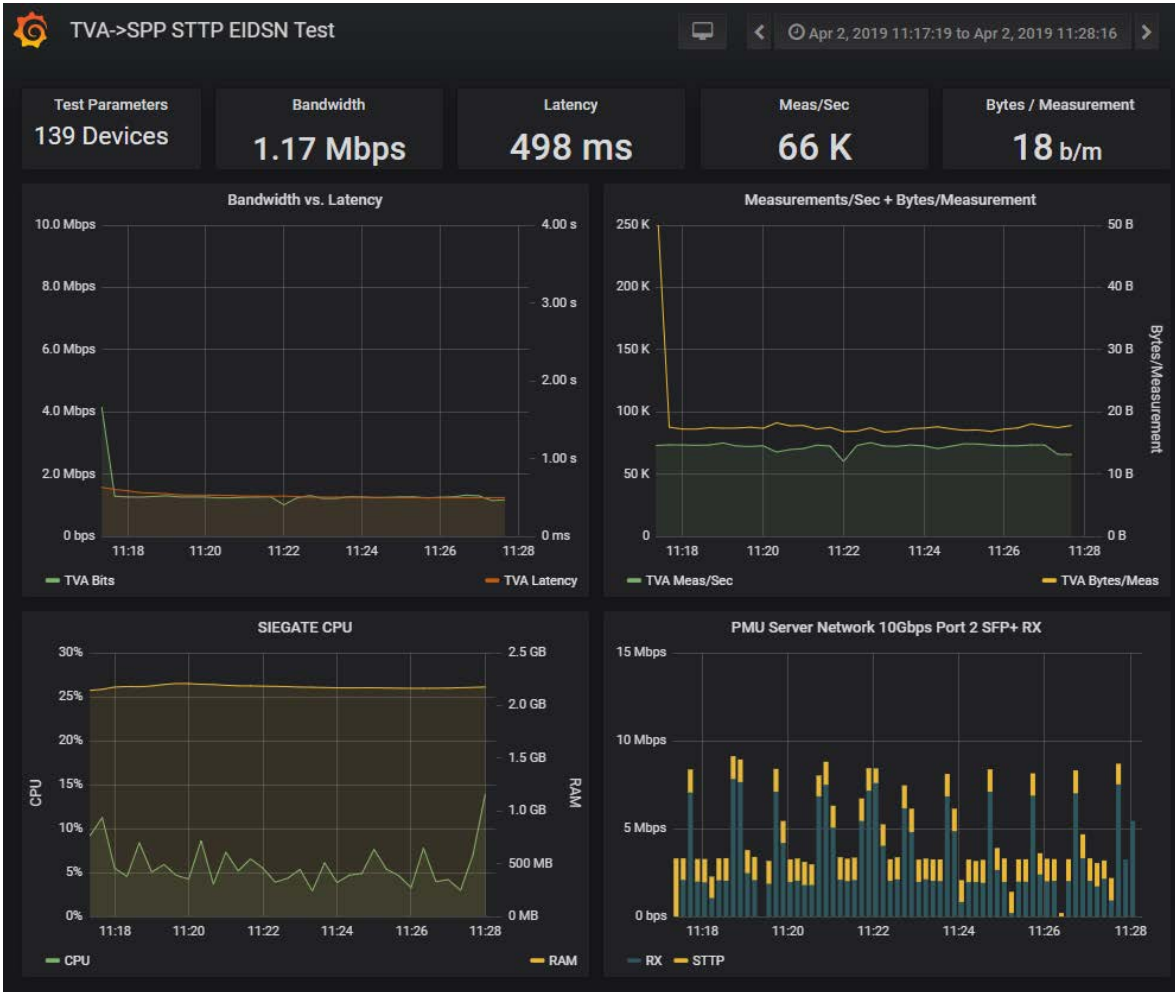 TVA->SPP STTP EIDSN Test
Apr 2, 2019 11:17:19 to Apr 2, 2019 11:28:16
Test Parameters
139 Devices
Bandwidth
1.17 Mbps
Latency
498 ms
Meas/Sec
66 K
Bytes / Measurement
18 b/m
Bandwidth vs. Latency
10.0 Mbps
8.0 Mbps
6.0 Mbps
4.0 Mbps
2.0 Mbps
0 bps
4.00 s
3.00 s
2.00 s
1.00 s
0 ms
11:18 11:20 11:22 11:24 11:26 11:28
TVA Bits
TVA Latency
Measurements/Sec + Bytes/Measurement
250 K
200 K
150 K
100 K
50 K
0
50 B
40 B
30 B
20 B
10 B
0 B
Bytes/Measurement
11:18 11:20 11:22 11:24 11:26 11:28
TVA Meas/Sec
TVA Bytes/Meas
SIEGATE CPU
CPU
30%
25%
20%
15%
10%
5%
0%
2.5 GB
2.0 GB
1.5 GB
1.0 GB
500 MB
0 MB
RAM
11:18 11:20 11:22 11:24 11:26 11:28
CPU
RAM
PMU Server Network 10Gbps Port 2 SFP+ RX
15 Mbps
10 Mbps
5 Mbps
0 bps
11:18 11:20 11:22 11:24 11:26 11:28
RX STTP